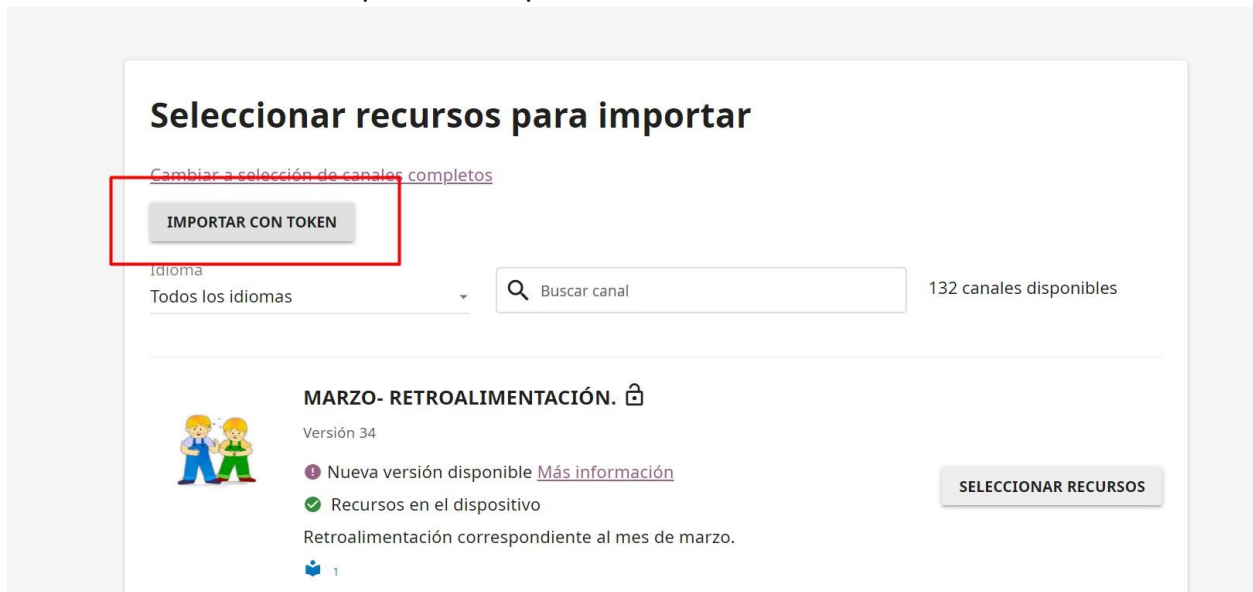 Seleccionar recursos para importar
Cambiar a selección de canales completos
IMPORTAR CON TOKEN
Idioma
Todos los idiomas
Buscar canal
132 canales disponibles
MARZO- RETROALIMENTACIÓN.
Versión 34
Nueva versión disponible Más información
Recursos en el dispositivo
SELECCIONAR RECURSOS
Retroalimentación correspondiente al mes de marzo.
1